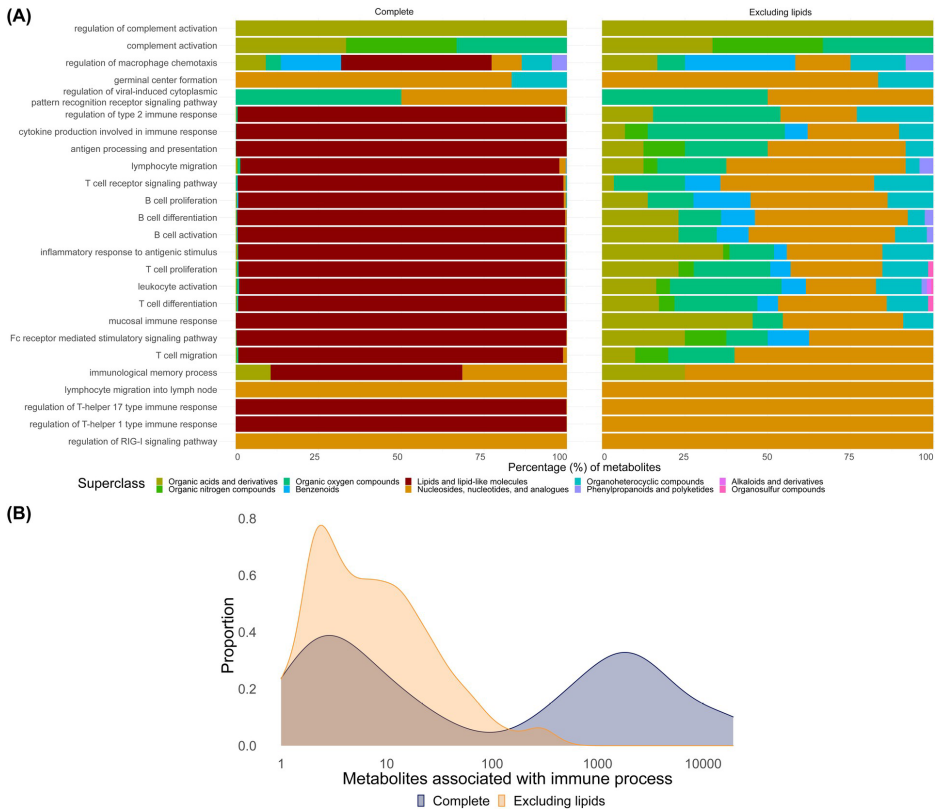 (A)
Complete
Excluding lipids
regulation of complement activation
complement activation
regulation of macrophage chemotaxis
germinal center formation
regulation of viral-induced cytoplasmic
pattern recognition receptor signaling pathway
regulation of type 2 immune response
cytokine production involved in immune response
antigen processing and presentation
lymphocyte migration
T cell receptor signaling pathway
B cell proliferation
B cell differentiation
B cell activation
inflammatory response to antigenic stimulus
T cell proliferation
leukocyte activation
T cell differentiation
mucosal immune response
Fc receptor mediated stimulatory signaling pathway
T cell migration
immunological memory process
lymphocyte migration into lymph node
regulation of T-helper 17 type immune response
regulation of T-helper 1 type immune response
regulation of RIG-I signaling pathway
0 25 50 75 100 0 25 50 75 100
Percentage (%) of metabolites
Superclass
Organic acids and derivatives Organic oxygen compounds Lipids and lipid-like molecules Organoheterocyclic compounds Alkaloids and derivatives
Organic nitrogen compounds Benzenoids Nucleosides, nucleotides, and analogues Phenylpropanoids and polyketides Organosulfur compounds
(B)
0.8
0.6
0.4
0.2
0.0
Proportion
1 10 100 1000 10000
Metabolites associated with immune process
Complete Excluding lipids